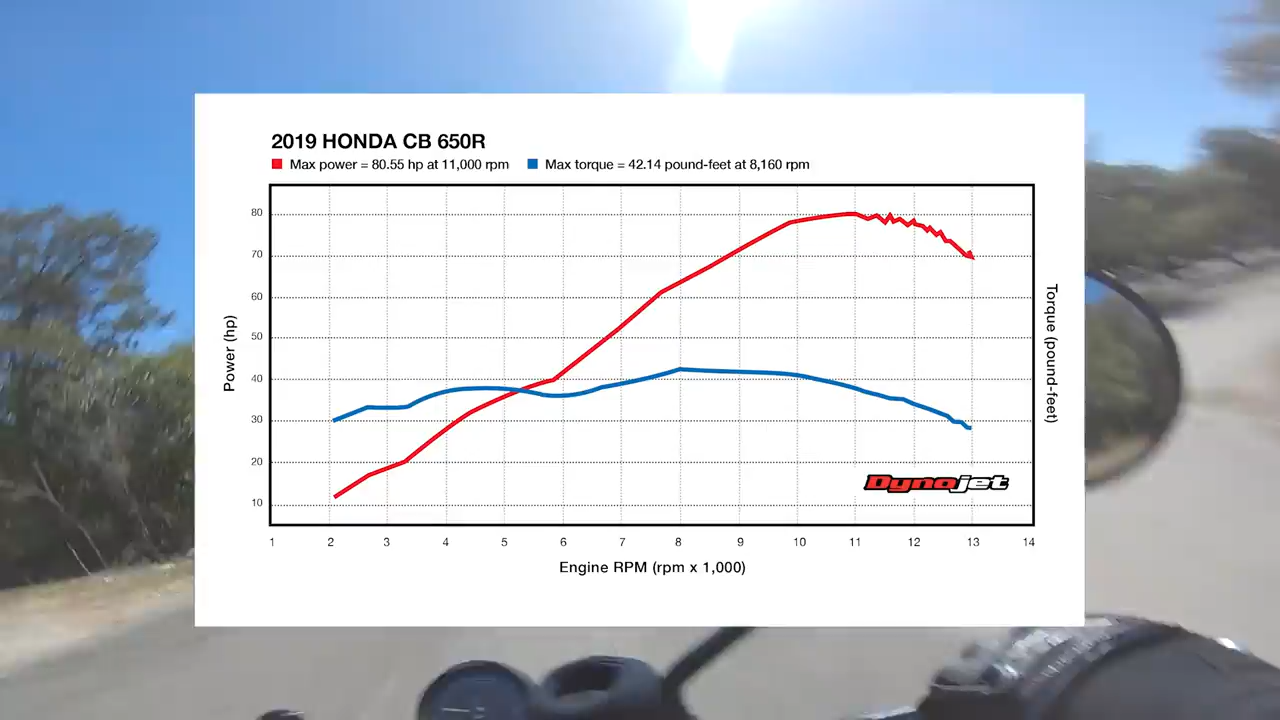 2019 HONDA CB 650R
Max power = 80.55 hp at 11,000 rpm Max torque = 42.14 pound-feet at 8,160 rpm
80
70
60
50
40
30
20
10
Power (hp)
Torque (pound-feet)
Dynojet
1 2 3 4 5 6 7 8 9 10 11 12 13 14
Engine RPM (rpm x 1,000)